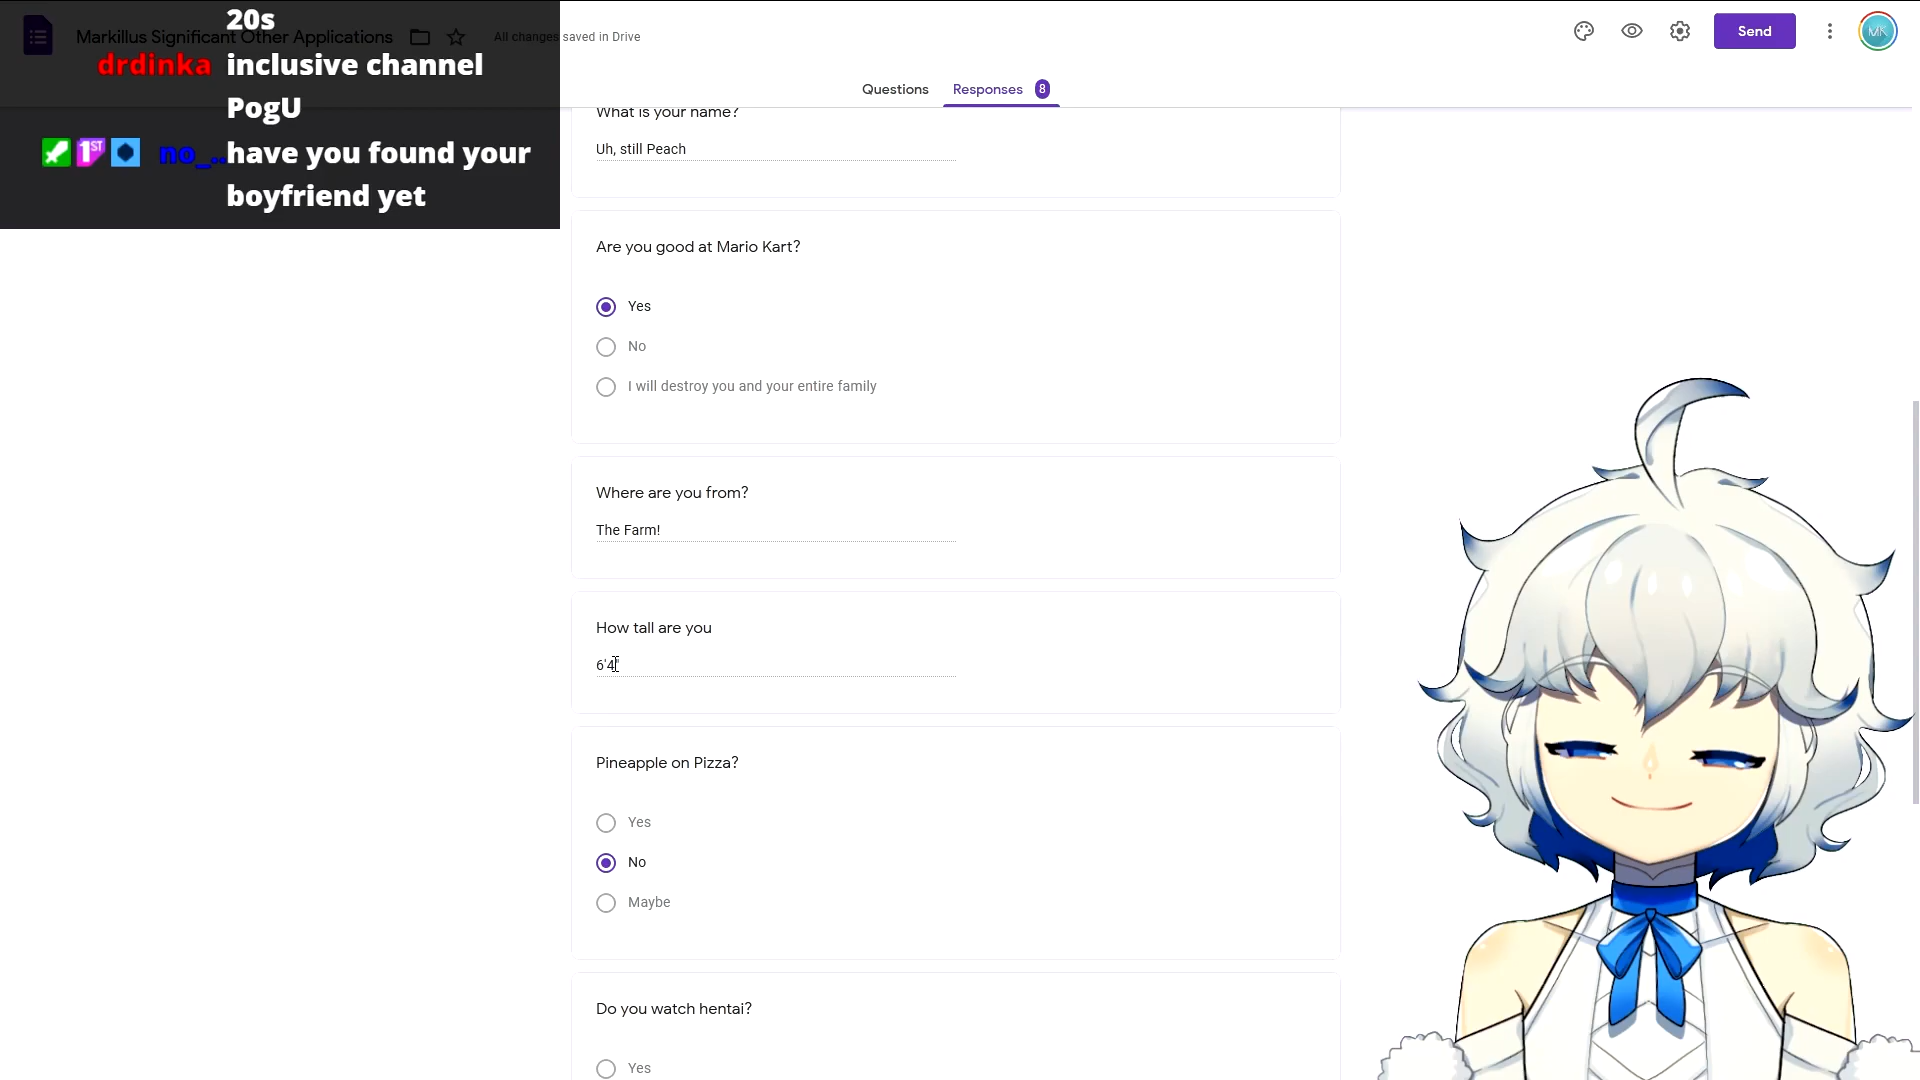 20s
drdinka inclusive channel
PogU
1ST no_.. have you found your
boyfriend yet
Markillus Significant Other Applications
All changes saved in Drive
Send
MK
Questions
Responses 8
What is your name?
Uh, still Peach
Are you good at Mario Kart?
Yes
No
I will destroy you and your entire family
Where are you from?
The Farm!
How tall are you
6'4"
Pineapple on Pizza?
Yes
No
Maybe
Do you watch hentai?
Yes